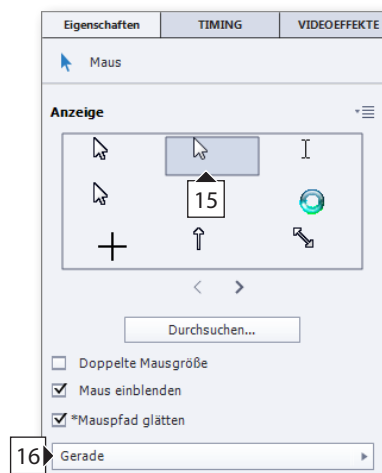 Eigenschaften TIMING VIDEOEFFEKTE
Maus
Anzeige
15
Durchsuchen...
Doppelte Mausgröße
Maus einblenden
*Mauspfad glätten
16 Gerade